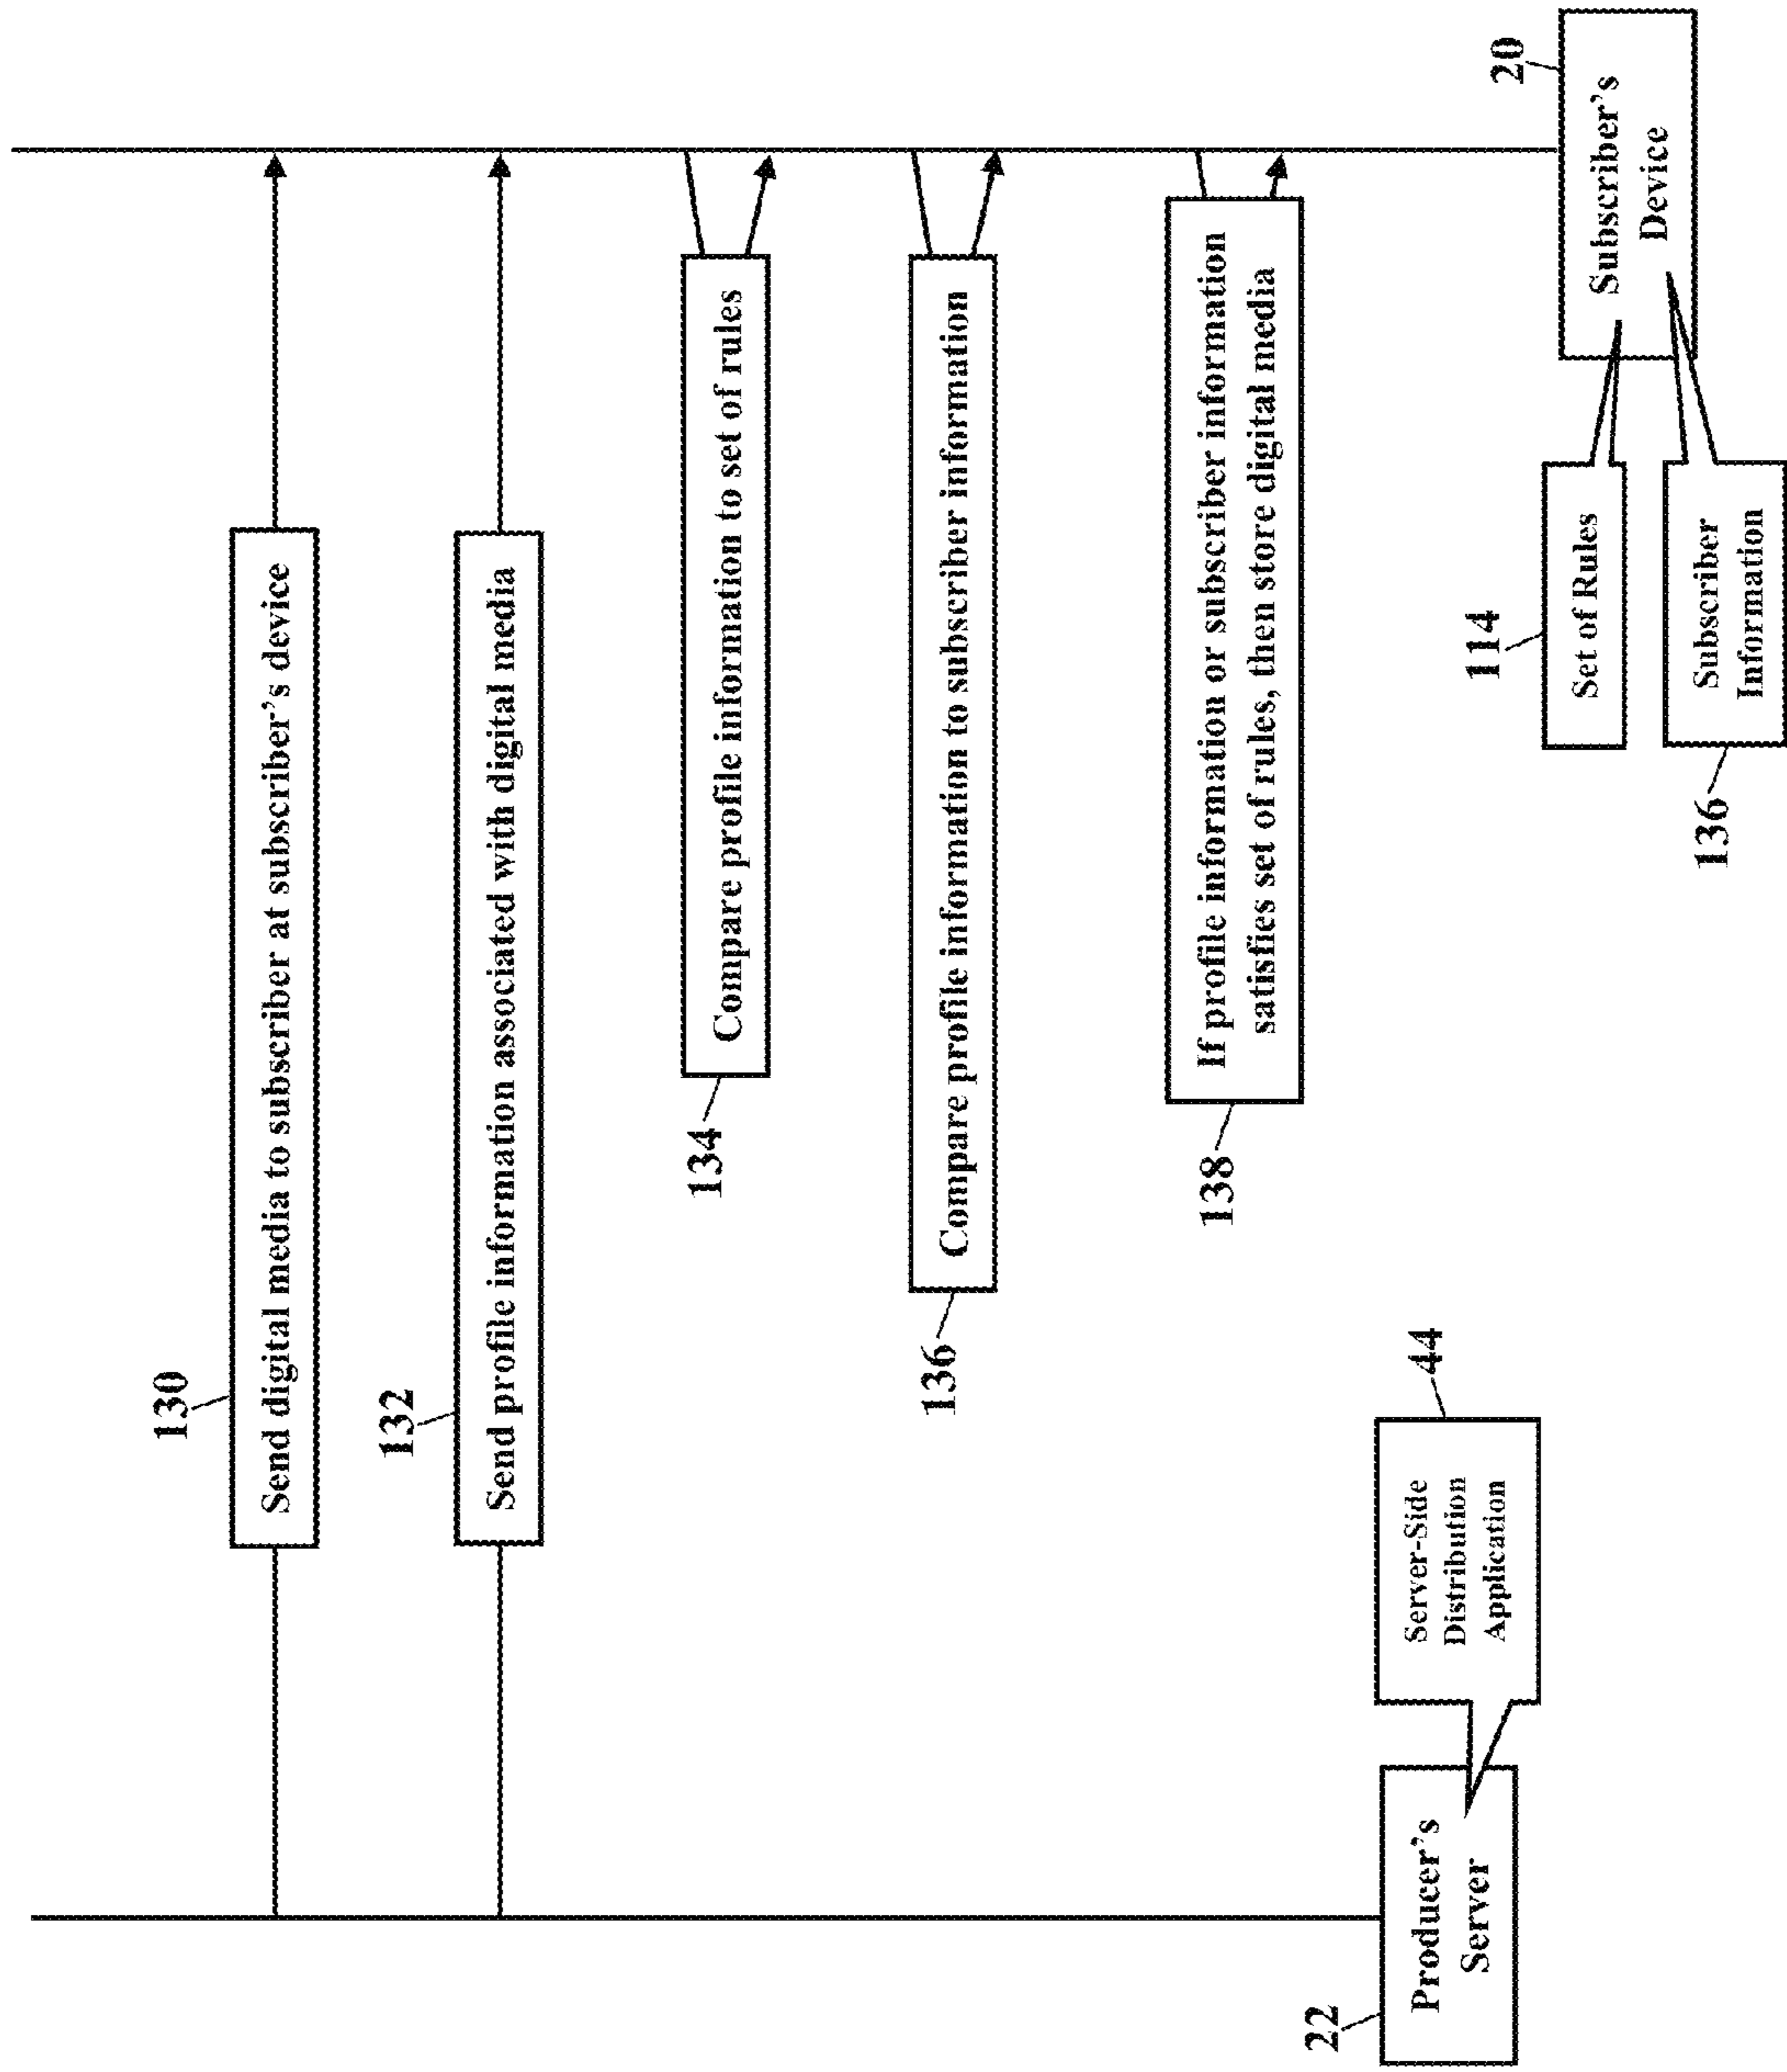 130
Send digital media to subscriber at subscriber's device
132
Send profile information associated with digital media
134
Compare profile information to set of rules
136
Compare profile information to subscriber information
138
If profile information or subscriber information
satisfies set of rules, then store digital media
22
Producer's
Server
44
Server-Side
Distribution
Application
114
Set of Rules
136
Subscriber
Information
20
Subscriber's
Device